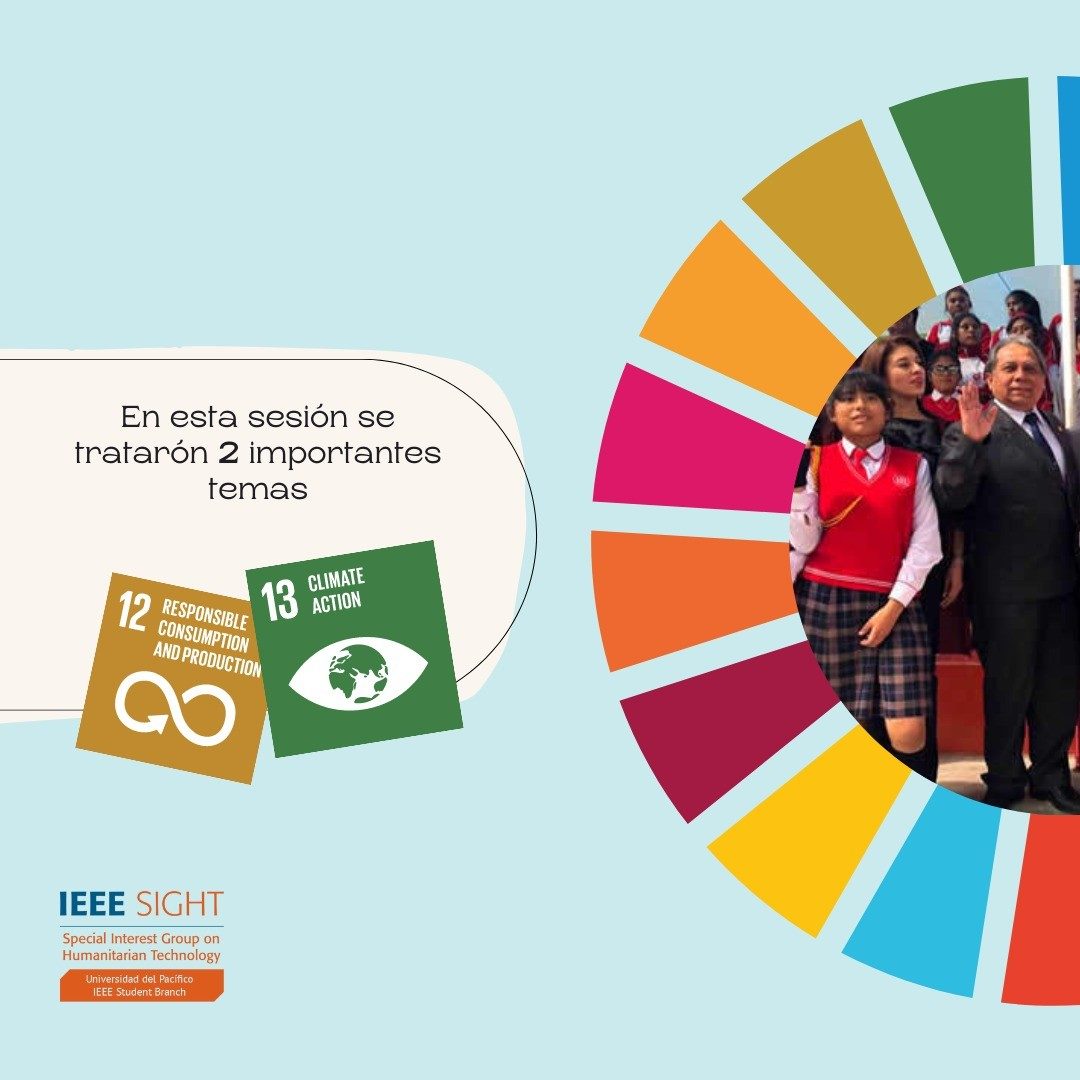 En esta sesión se
tratarón 2 importantes
temas
12 RESPONSIBLE
CONSUMPTION
AND PRODUCTION
13 CLIMATE
ACTION
IEEE SIGHT
Special Interest Group on
Humanitarian Technology
Universidad del Pacífico
IEEE Student Branch